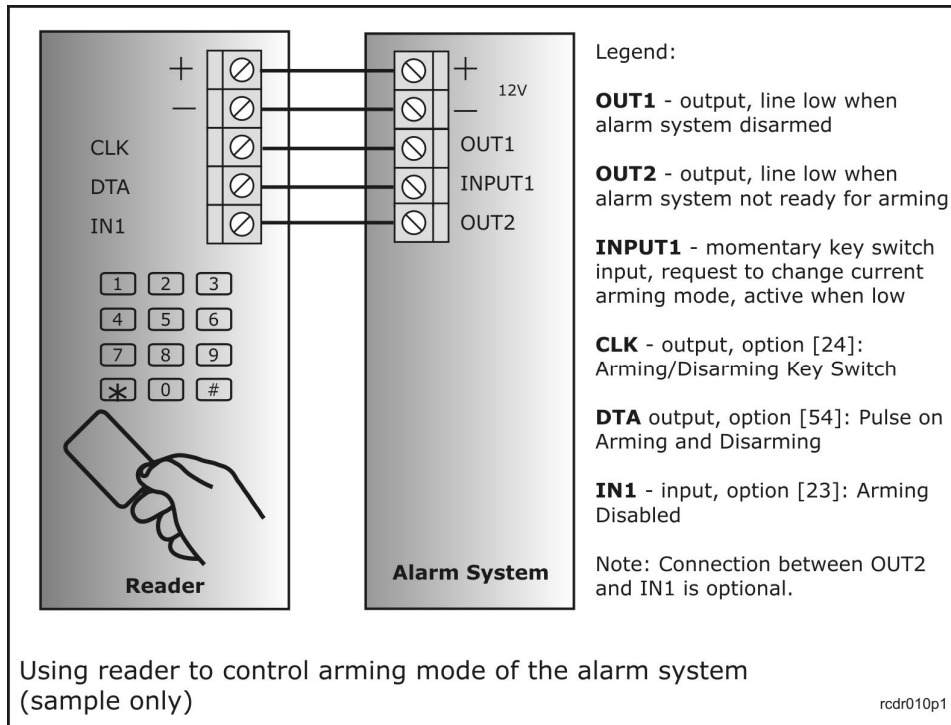 +
−
CLK
DTA
IN1
1 2 3
4 5 6
7 8 9
* 0 #
Reader
+
12V
−
OUT1
INPUT1
OUT2
Alarm System
Legend:
OUT1 - output, line low when
alarm system disarmed
OUT2 - output, line low when
alarm system not ready for arming
INPUT1 - momentary key switch
input, request to change current
arming mode, active when low
CLK - output, option [24]:
Arming/Disarming Key Switch
DTA output, option [54]: Pulse on
Arming and Disarming
IN1 - input, option [23]: Arming
Disabled
Note: Connection between OUT2
and IN1 is optional.
Using reader to control arming mode of the alarm system
(sample only)
rcdr010p1